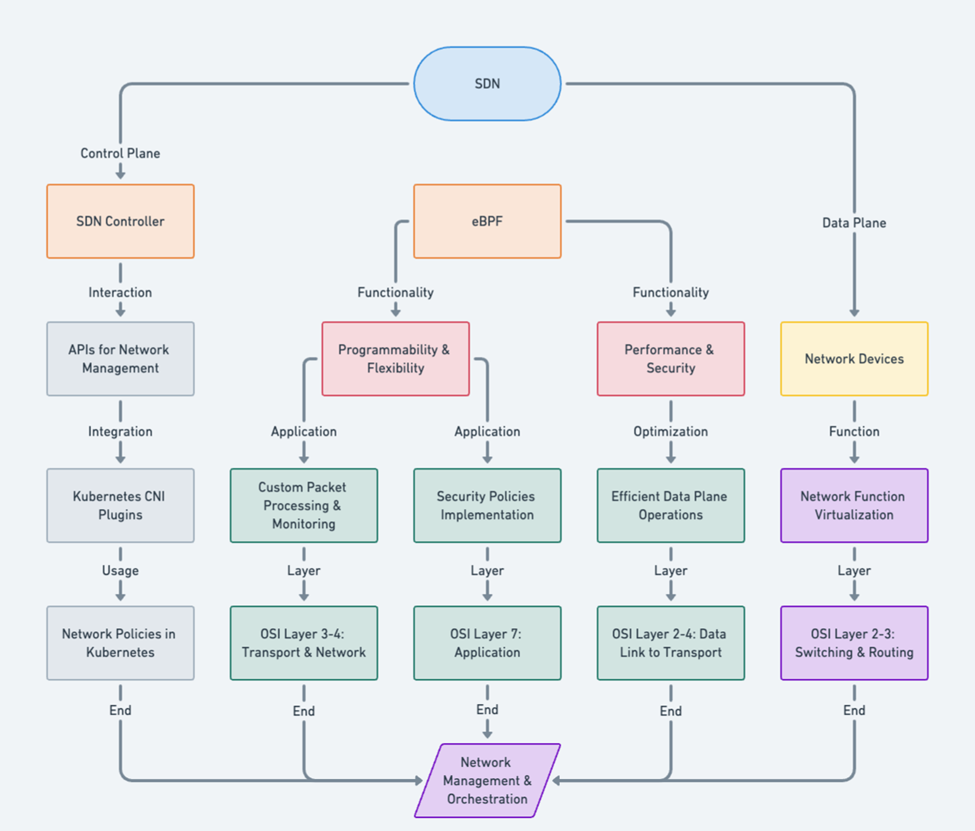 SDN
Control Plane
SDN Controller
eBPF
Data Plane
Interaction
Functionality
Functionality
APIs for Network
Management
Programmability &
Flexibility
Performance &
Security
Network Devices
Integration
Application
Application
Optimization
Function
Kubernetes CNI
Plugins
Custom Packet
Processing &
Monitoring
Security Policies
Implementation
Efficient Data Plane
Operations
Network Function
Virtualization
Usage
Layer
Layer
Layer
Layer
Network Policies in
Kubernetes
OSI Layer 3-4:
Transport & Network
OSI Layer 7:
Application
OSI Layer 2-4: Data
Link to Transport
OSI Layer 2-3:
Switching & Routing
End
End
End
End
End
Network
Management &
Orchestration